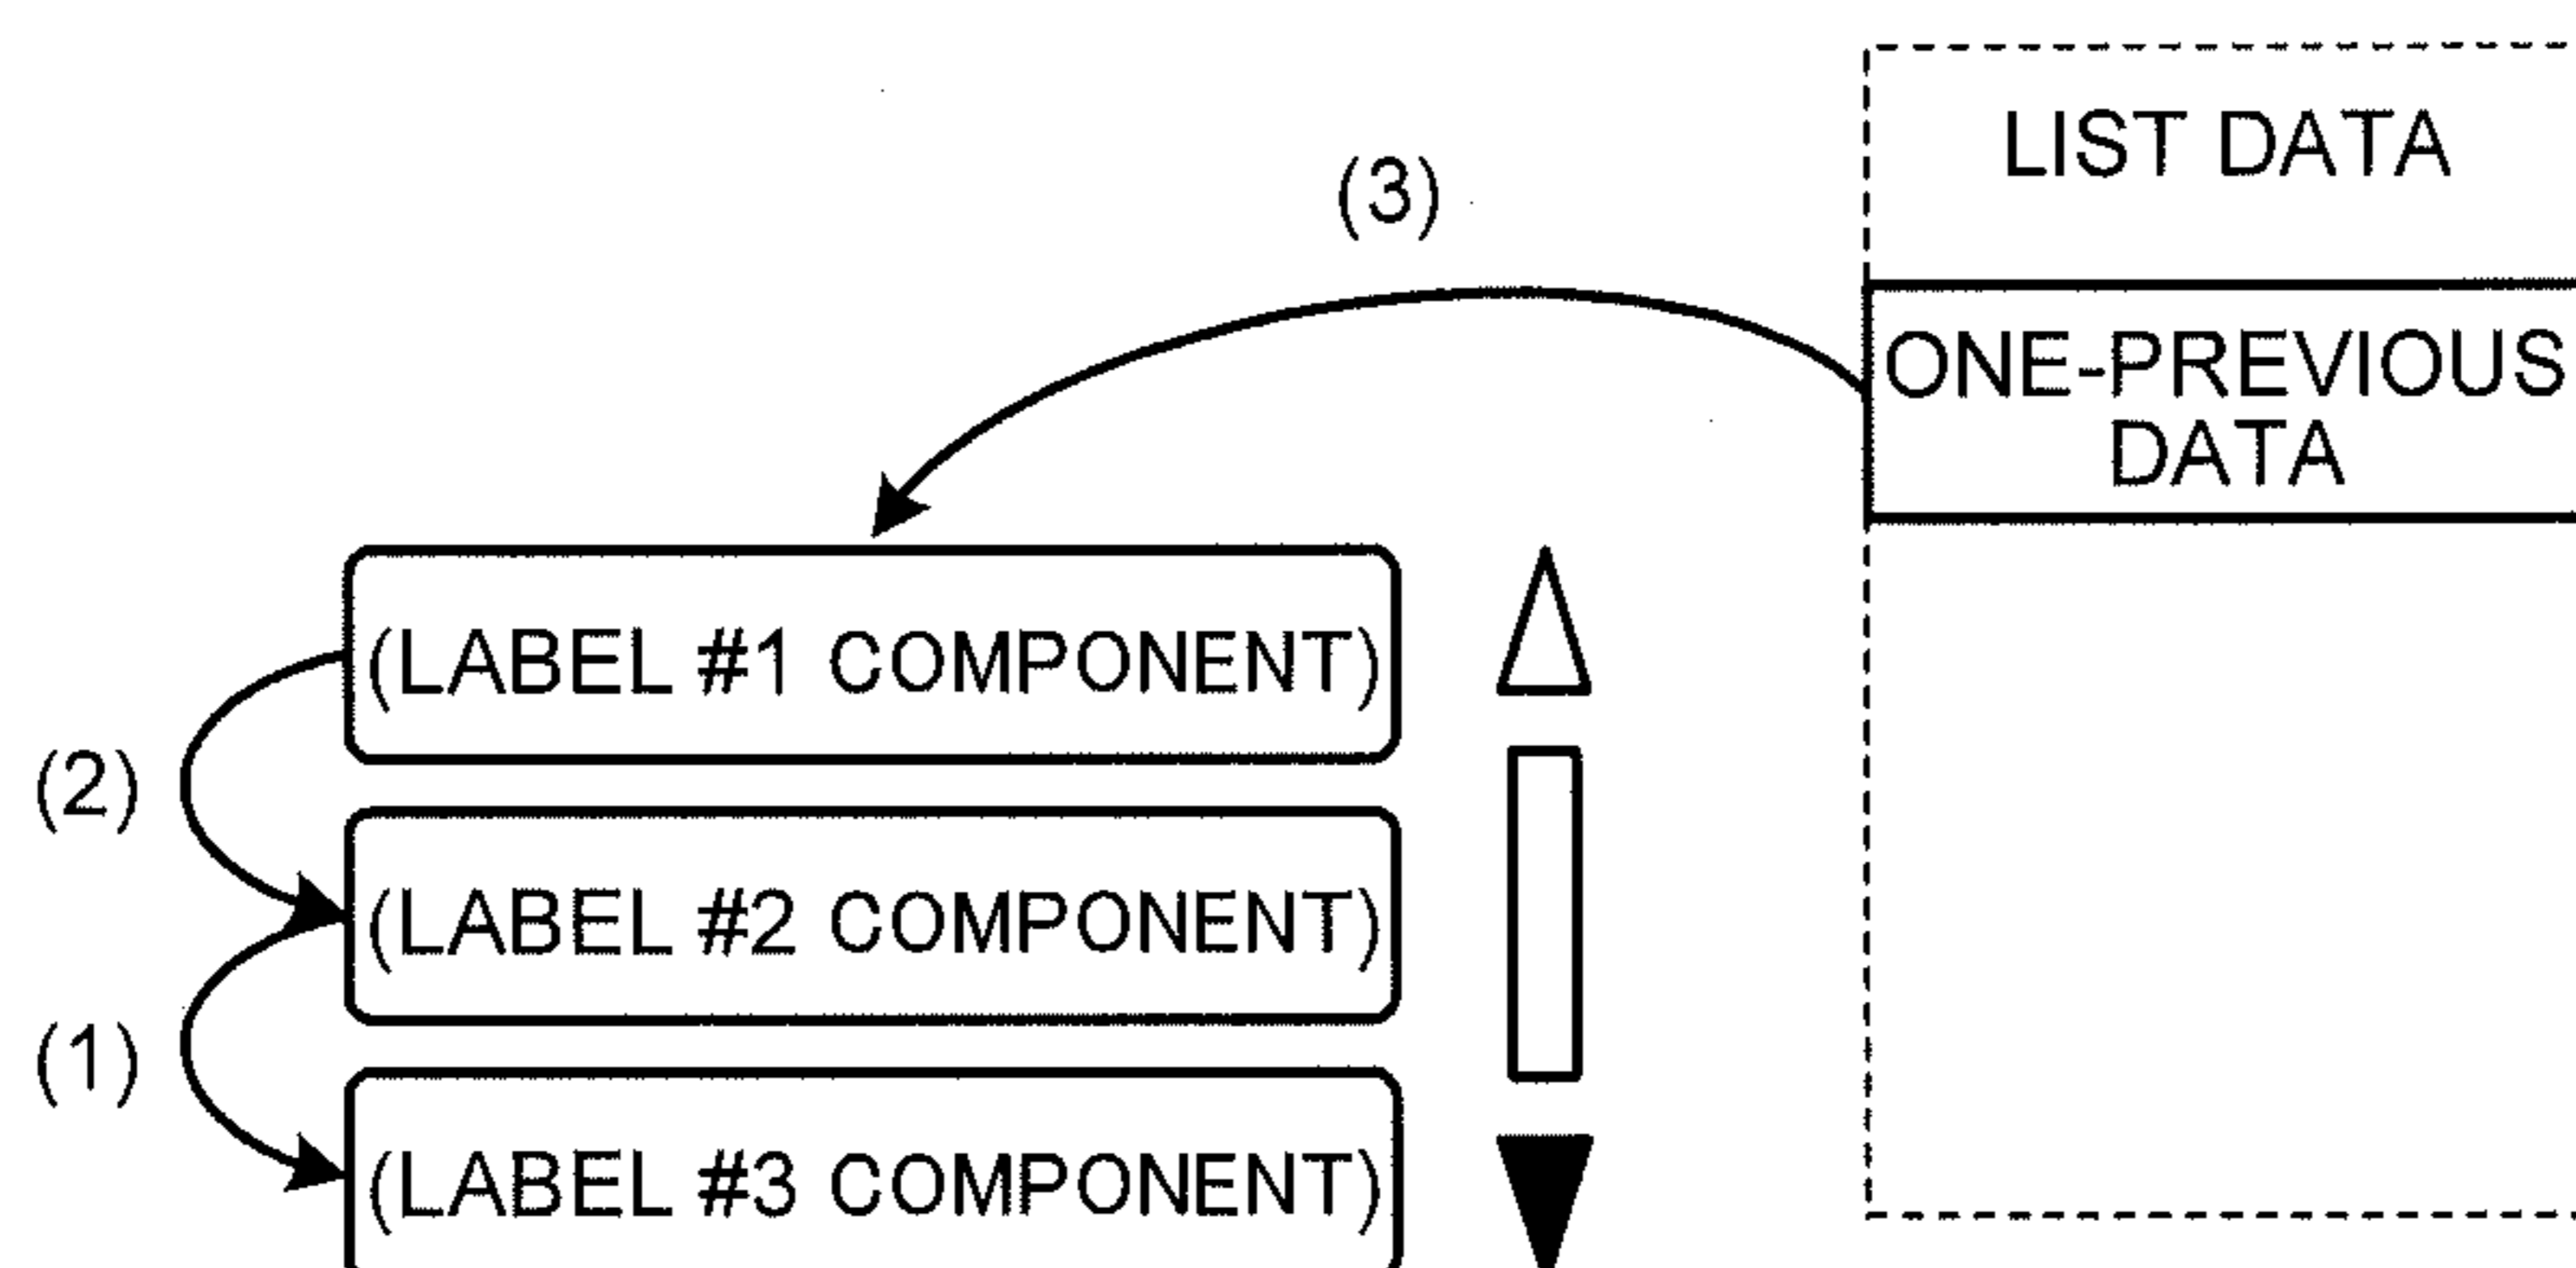 LIST DATA
(3)
ONE-PREVIOUS
DATA
(LABEL #1 COMPONENT)
(2)
(LABEL #2 COMPONENT)
(1)
(LABEL #3 COMPONENT)